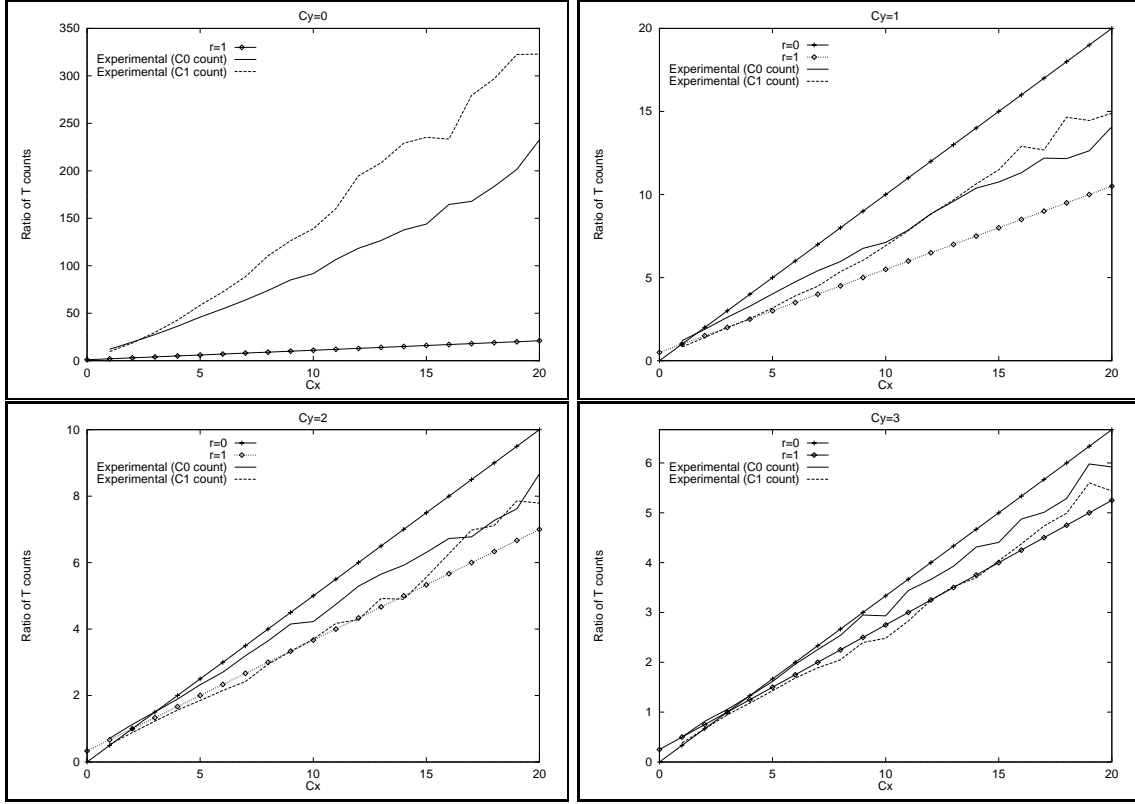 Cy=0
350
300
250
200
150
100
50
0
0 5 10 15 20
Ratio of T counts
Cx
r=1
Experimental (C0 count)
Experimental (C1 count)
Cy=1
20
15
10
5
0
0 5 10 15 20
Ratio of T counts
Cx
r=0
r=1
Experimental (C0 count)
Experimental (C1 count)
Cy=2
10
8
6
4
2
0
0 5 10 15 20
Ratio of T counts
Cx
r=0
r=1
Experimental (C0 count)
Experimental (C1 count)
Cy=3
6
5
4
3
2
1
0
0 5 10 15 20
Ratio of T counts
Cx
r=0
r=1
Experimental (C0 count)
Experimental (C1 count)